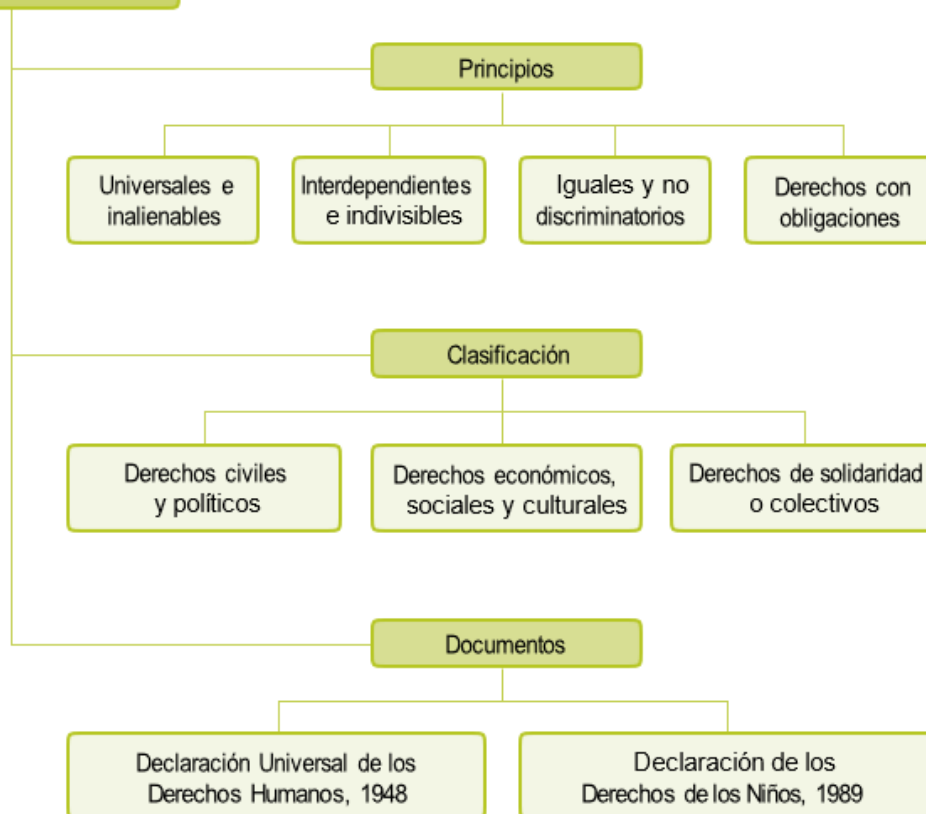 Principios
Universales e
inalienables
Interdependientes
e indivisibles
Iguales y no
discriminatorios
Derechos con
obligaciones
Clasificación
Derechos civiles
y políticos
Derechos económicos,
sociales y culturales
Derechos de solidaridad
o colectivos
Documentos
Declaración Universal de los
Derechos Humanos, 1948
Declaración de los
Derechos de los Niños, 1989